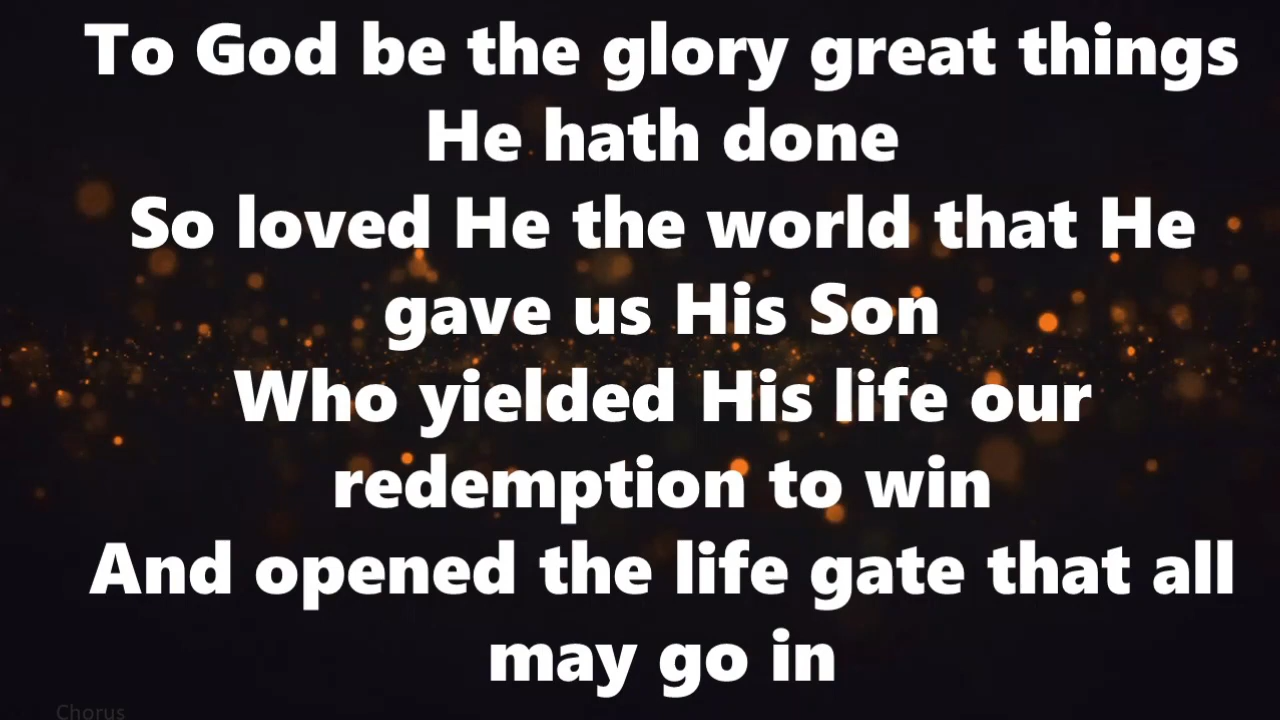 To God be the glory great things
He hath done
So loved He the world that He
gave us His Son
Who yielded His life our
redemption to win
And opened the life gate that all
may go in
Chorus